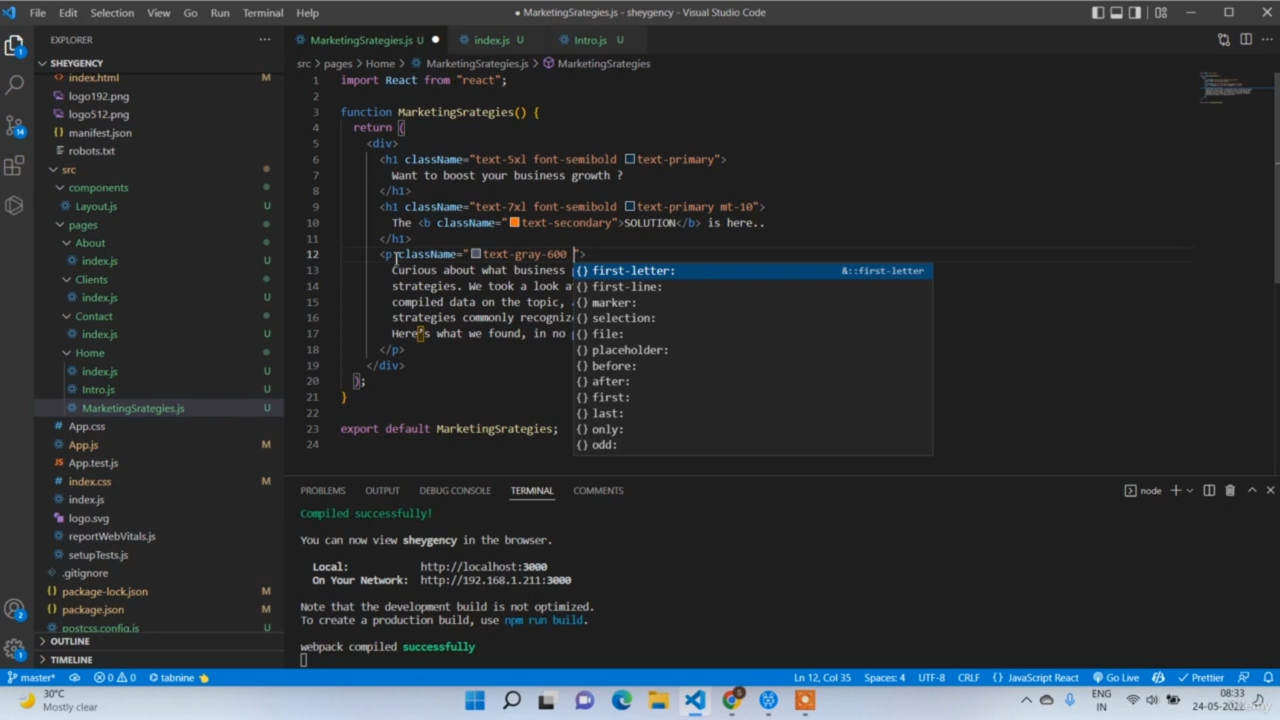 File Edit Selection View Go Run Terminal Help
● MarketingSrategies.js - sheygency - Visual Studio Code
EXPLORER
SHEYGENCY
index.html M
logo192.png
logo512.png
manifest.json
robots.txt
src
components
Layout.js U
pages
About
index.js U
Clients
index.js U
Contact
index.js U
Home
index.js U
Intro.js U
MarketingSrategies.js U
App.css
App.js M
App.test.js
index.css M
index.js
logo.svg
reportWebVitals.js
setupTests.js
.gitignore
package-lock.json M
package.json M
postcss.config.js U
OUTLINE
TIMELINE
MarketingSrategies.js U ● index.js U Intro.js U
src > pages > Home > MarketingSrategies.js > MarketingSrategies
1 import React from "react";
2
3 function MarketingSrategies() {
4 return (
5 <div>
6 <h1 className="text-5xl font-semibold text-primary">
7 Want to boost your business growth ?
8 </h1>
9 <h1 className="text-7xl font-semibold text-primary mt-10">
10 The <b className="text-secondary">SOLUTION</b> is here..
11 </h1>
12 <p className="text-gray-600 ">
13 Curious about what business
14 strategies. We took a look at
15 compiled data on the topic,
16 strategies commonly recogniz
17 Here's what we found, in no
18 </p>
19 </div>
20 );
21 }
22
23 export default MarketingSrategies;
24
{} first-letter: &::first-letter
{} first-line:
{} marker:
{} selection:
{} file:
{} placeholder:
{} before:
{} after:
{} first:
{} last:
{} only:
{} odd:
PROBLEMS OUTPUT DEBUG CONSOLE TERMINAL COMMENTS
node
Compiled successfully!
You can now view sheygency in the browser.
Local: http://localhost:3000
On Your Network: http://192.168.1.211:3000
Note that the development build is not optimized.
To create a production build, use npm run build.
webpack compiled successfully
master* 0 0 tabnine 👈
Ln 12, Col 35 Spaces: 4 UTF-8 CRLF {} JavaScript React Go Live Prettier
30°C
Mostly clear
ENG
IN
08:33
24-05-2022